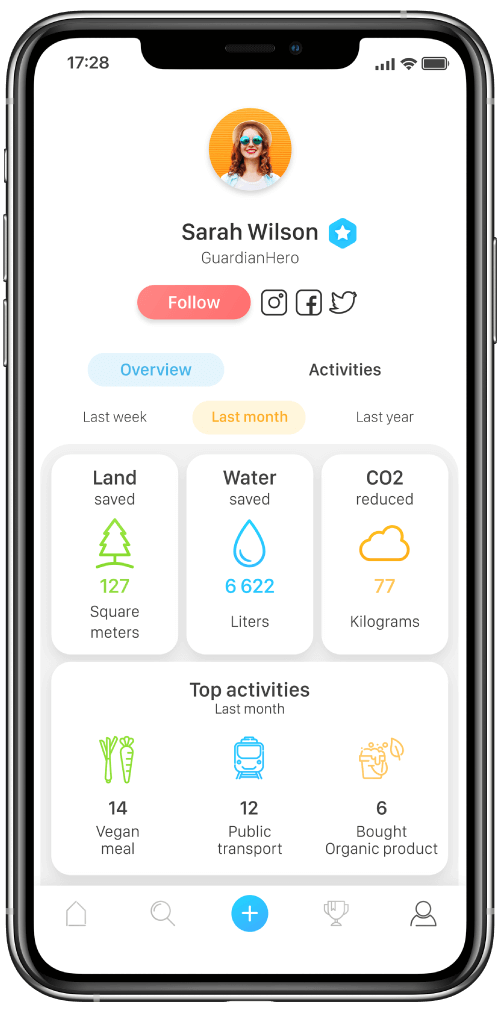 17:28
Sarah Wilson
GuardianHero
Follow
Overview Activities
Last week Last month Last year
Land Water CO2
saved saved reduced
127 6 622 77
Square
meters Liters Kilograms
Top activities
Last month
14 12 6
Vegan Public Bought
meal transport Organic product